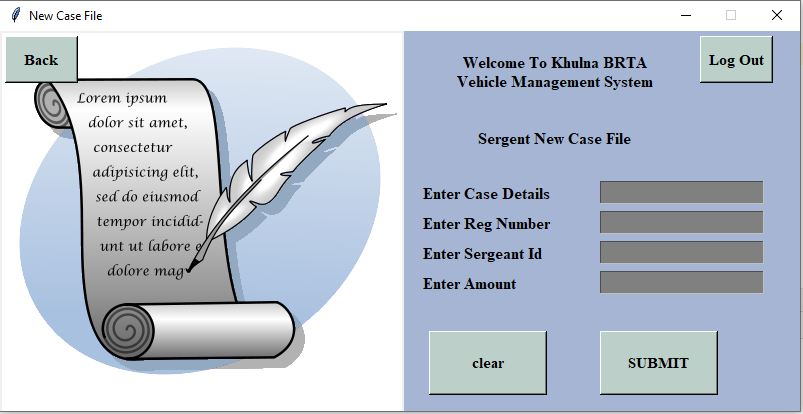 New Case File
Back
Lorem ipsum
dolor sit amet,
consectetur
adipisicing elit,
sed do eiusmod
tempor incidid-
unt ut labore e
dolore mag
Welcome To Khulna BRTA
Vehicle Management System
Log Out
Sergent New Case File
Enter Case Details
Enter Reg Number
Enter Sergeant Id
Enter Amount
clear
SUBMIT